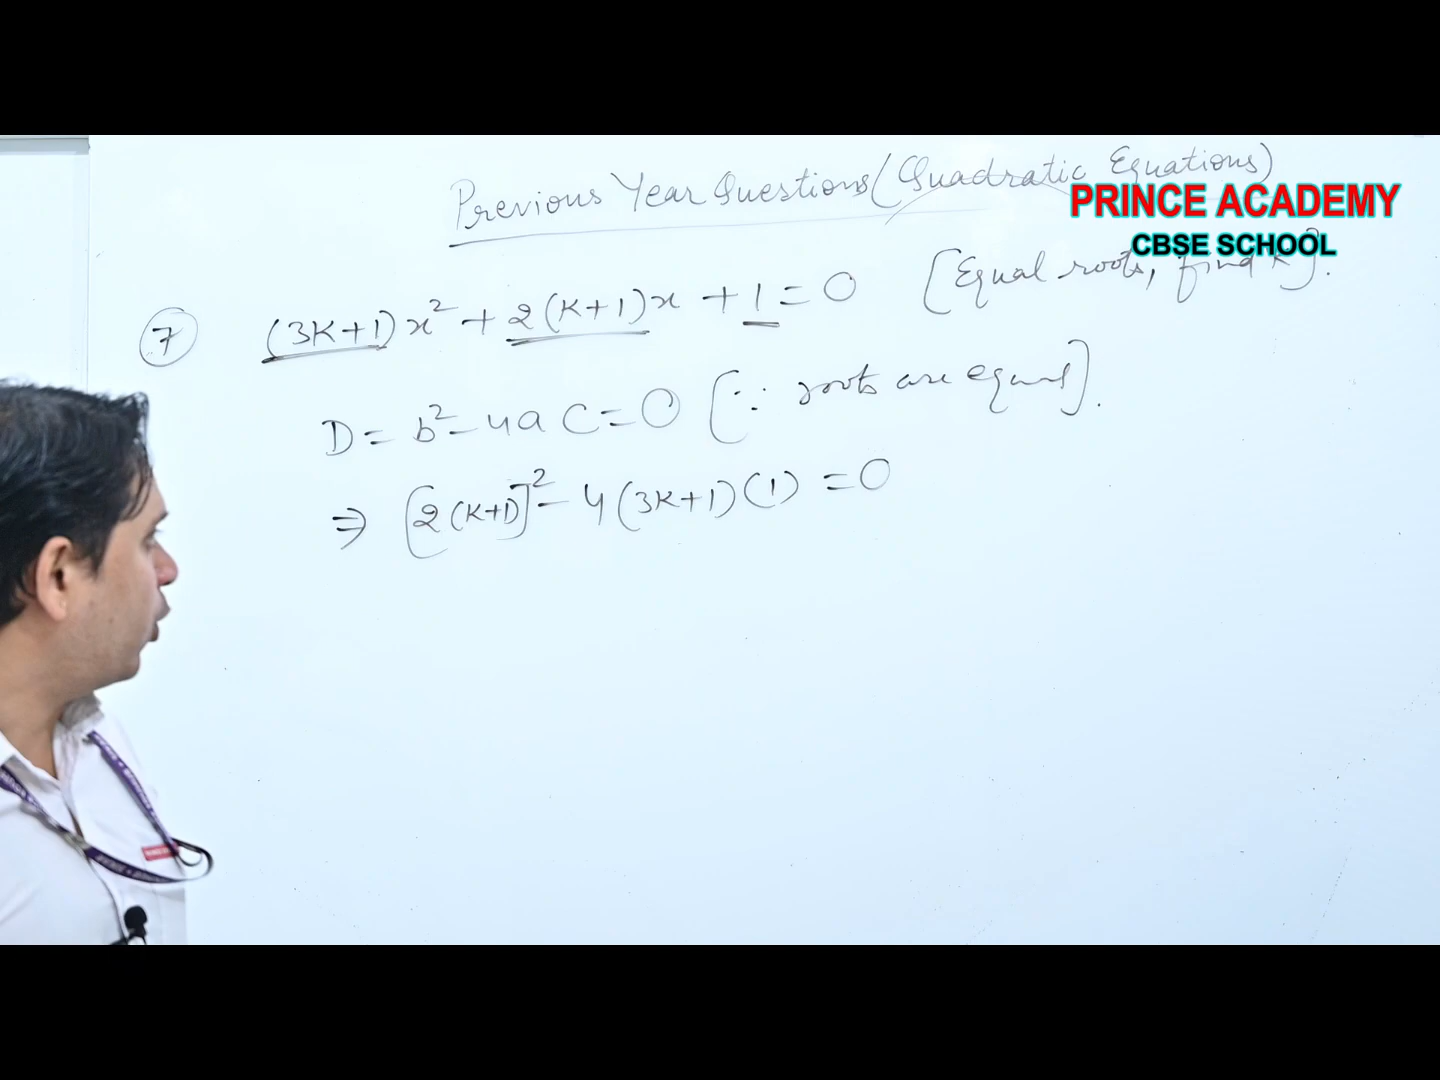 Previous Year Questions (Quadratic Equations)
PRINCE ACADEMY
CBSE SCHOOL
7 (3K+1)x² + 2(K+1)x + 1 = 0 [Equal roots, find K].
D = b² - 4ac = 0 [∵ roots are equal].
⇒ [2(K+1)]² - 4(3K+1)(1) = 0